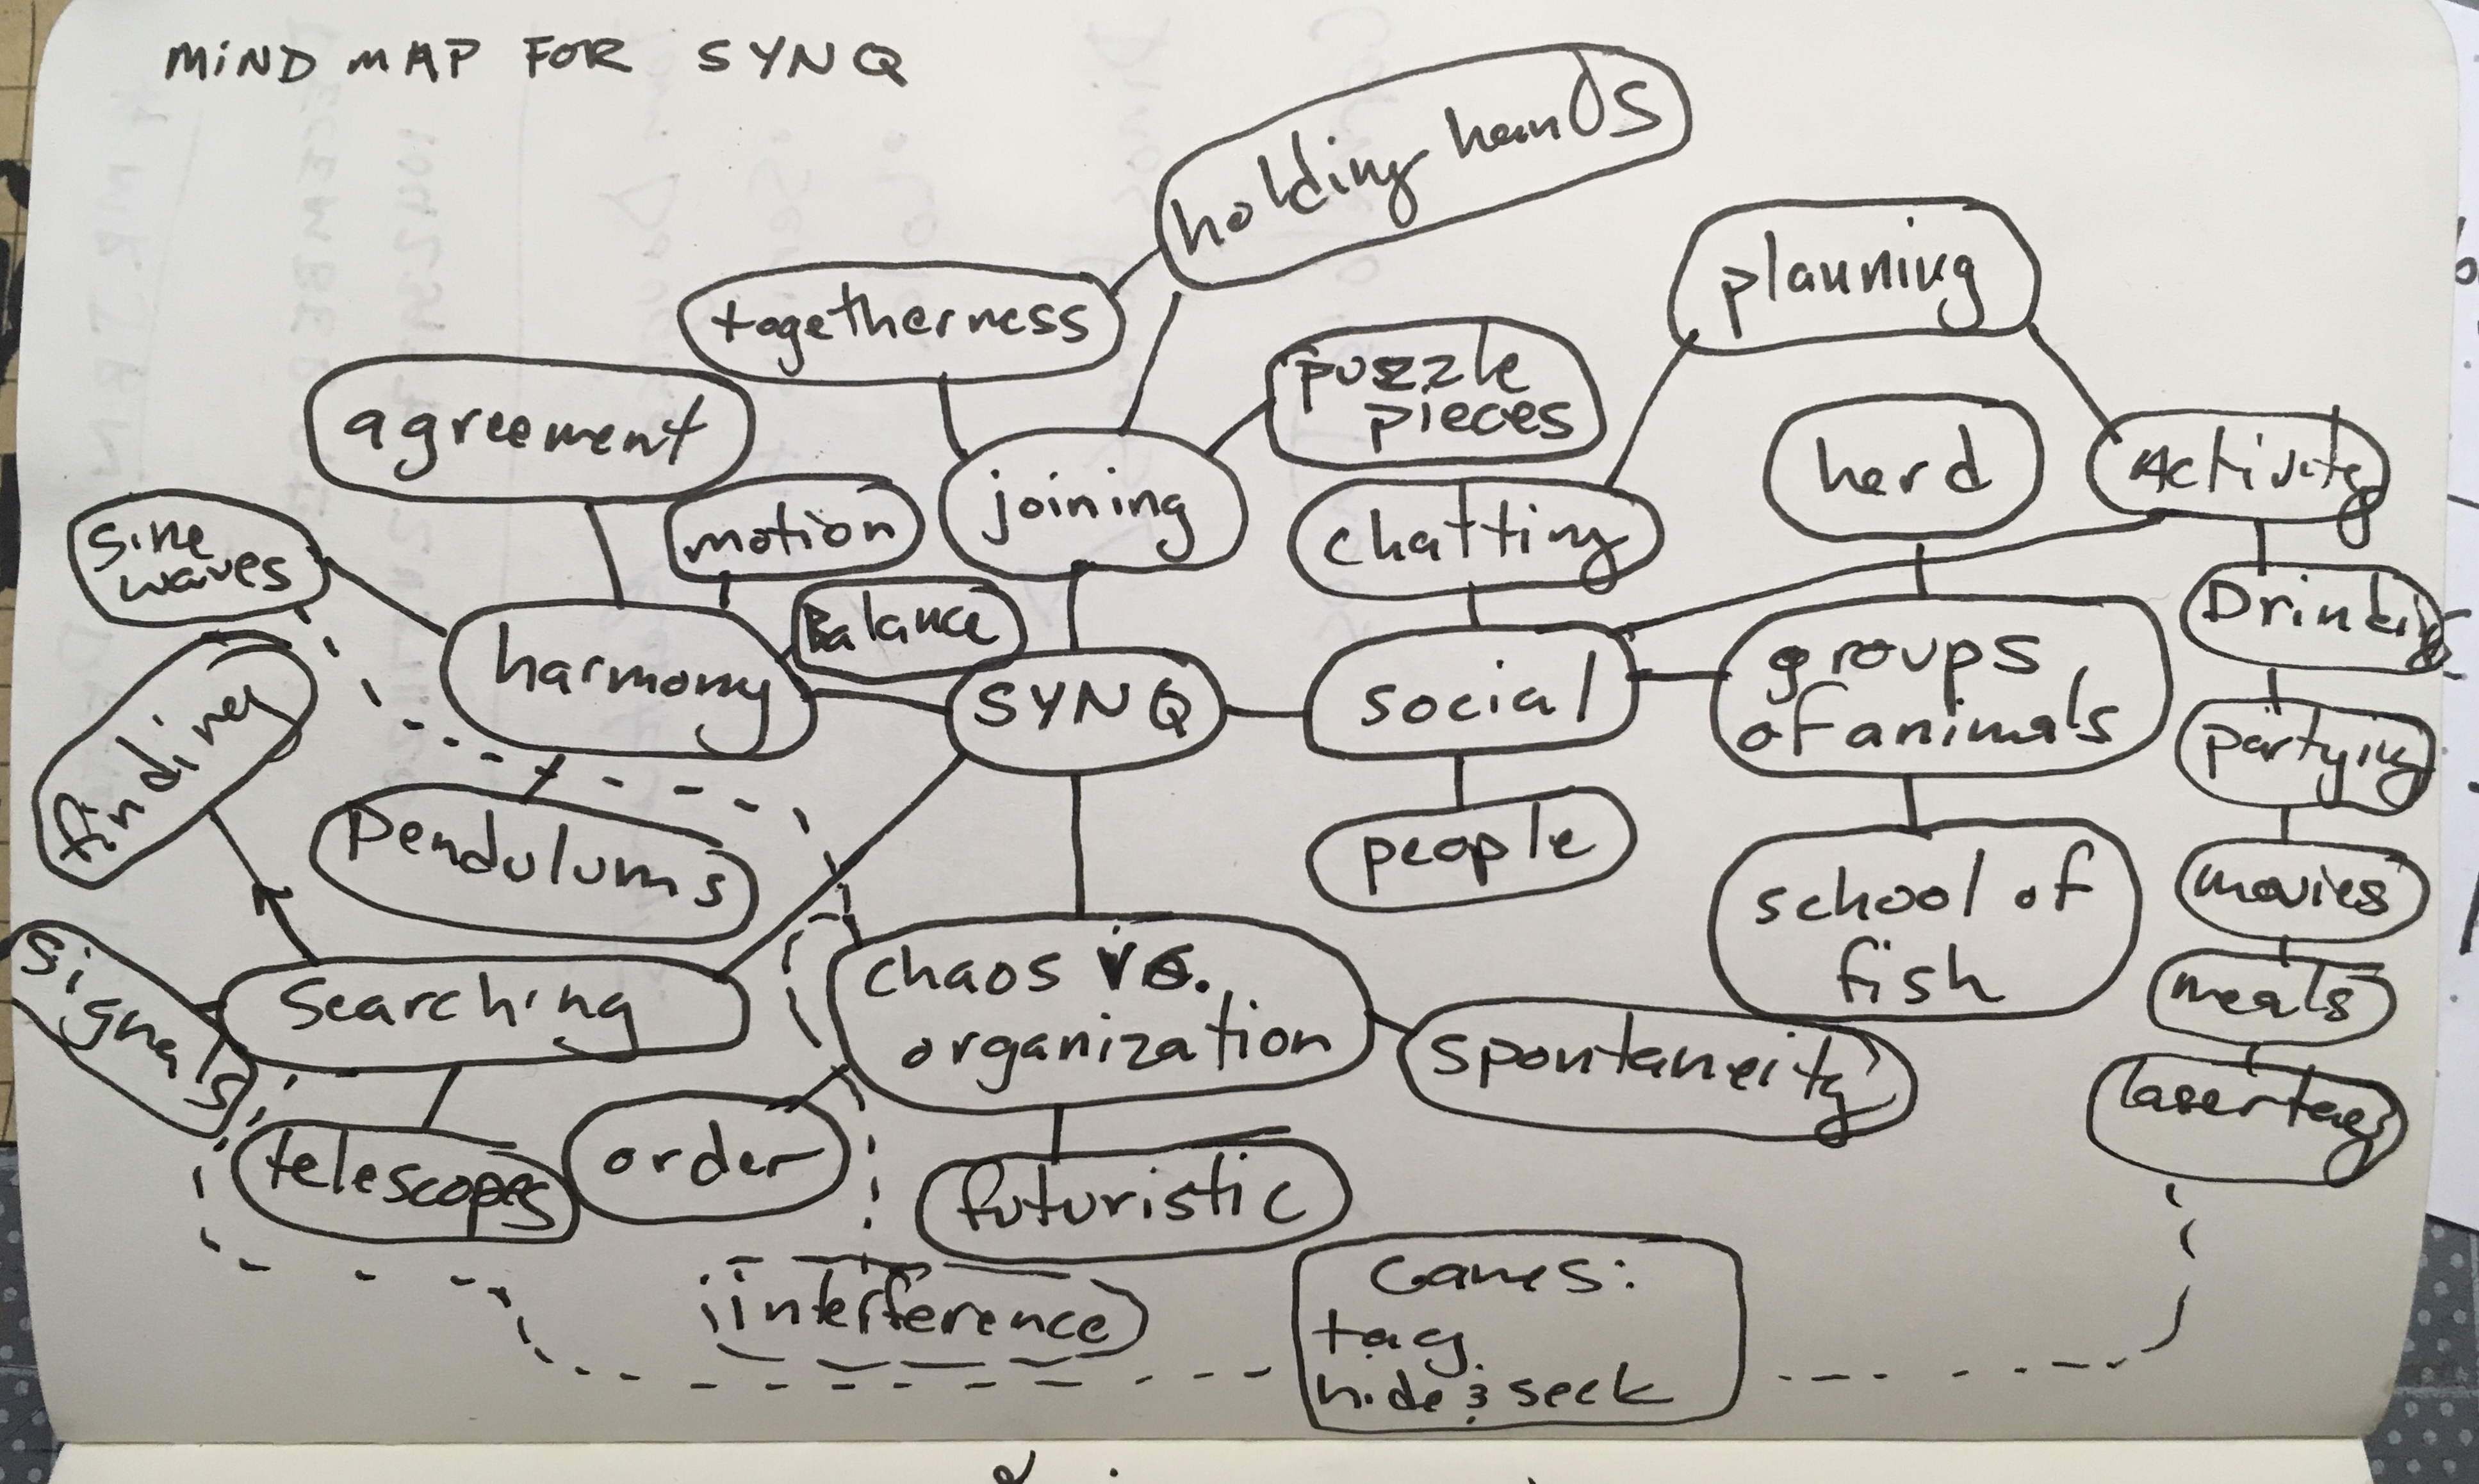 MIND MAP FOR SYNQ
holding hands
togetherness
planning
puzzle
pieces
agreement
herd
Activity
joining
motion
chatting
sine
waves
Drinking
Balance
harmony
SYNQ
social
groups
of animals
finding
partying
Pendulums
people
movies
school of
fish
signals
searching
chaos vs.
organization
meals
spontaneity
laser tag
telescopes
order
futuristic
interference
Games:
tag
hide & seek